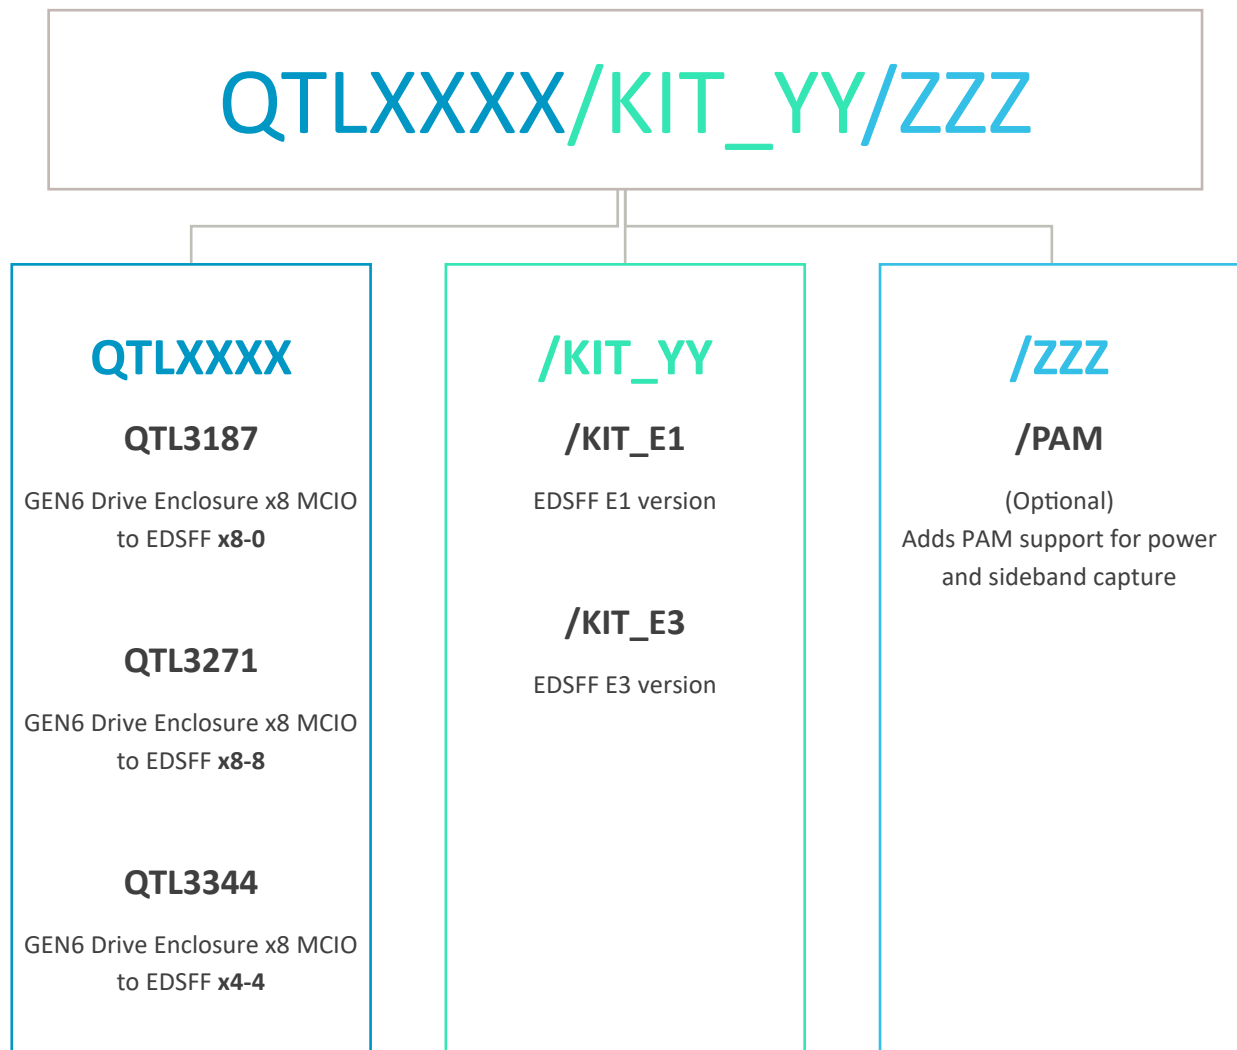 QTLXXXX/KIT_YY/ZZZ
QTLXXXX
QTL3187
GEN6 Drive Enclosure x8 MCIO
to EDSFF x8-0
QTL3271
GEN6 Drive Enclosure x8 MCIO
to EDSFF x8-8
QTL3344
GEN6 Drive Enclosure x8 MCIO
to EDSFF x4-4
/KIT_YY
/KIT_E1
EDSFF E1 version
/KIT_E3
EDSFF E3 version
/ZZZ
/PAM
(Optional)
Adds PAM support for power
and sideband capture